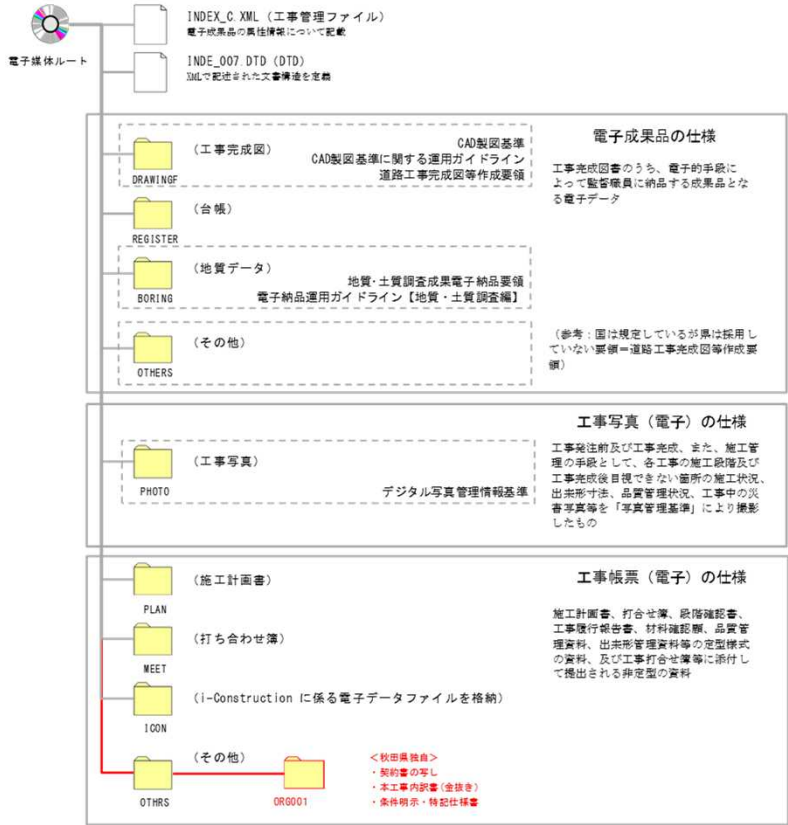 INDEX_C.XML（工事管理ファイル）
電子成果品の属性情報について記載
電子媒体ルート
INDE_007.DTD（DTD）
XMLで記述された文書構造を定義
電子成果品の仕様
工事完成図書のうち、電子的手段に
よって監督職員に納品する成果品とな
る電子データ
（工事完成図）
CAD製図基準
CAD製図基準に関する運用ガイドライン
道路工事完成図等作成要領
DRAWINGF
（台帳）
REGISTER
（地質データ）
地質・土質調査成果電子納品要領
電子納品運用ガイドライン【地質・土質調査編】
BORING
（その他）
OTHERS
（参考：国は規定しているが県は採用し
ていない要領＝道路工事完成図等作成要
領）
工事写真（電子）の仕様
工事発注前及び工事完成、また、施工管
理の手段として、各工事の施工段階及び
工事完成後目視できない箇所の施工状況、
出来形寸法、品質管理状況、工事中の災
害写真等を「写真管理基準」により撮影
したもの
（工事写真）
PHOTO
デジタル写真管理情報基準
工事帳票（電子）の仕様
施工計画書、打合せ簿、段階確認書、
工事履行報告書、材料確認願、品質管
理資料、出来形管理資料等の定型様式
の資料、及び工事打合せ簿等に添付し
て提出される非定型の資料
（施工計画書）
PLAN
（打ち合わせ簿）
MEET
（i-Construction に係る電子データファイルを格納）
ICON
（その他）
OTHRS
ORG001
＜秋田県独自＞
・契約書の写し
・本工事内訳書(金抜き)
・条件明示・特記仕様書